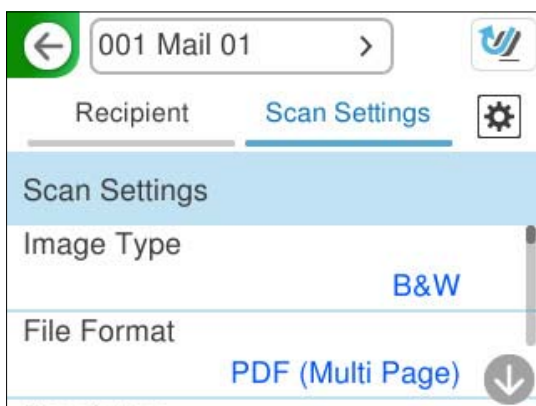 001 Mail 01
Recipient Scan Settings
Scan Settings
Image Type
B&W
File Format
PDF (Multi Page)